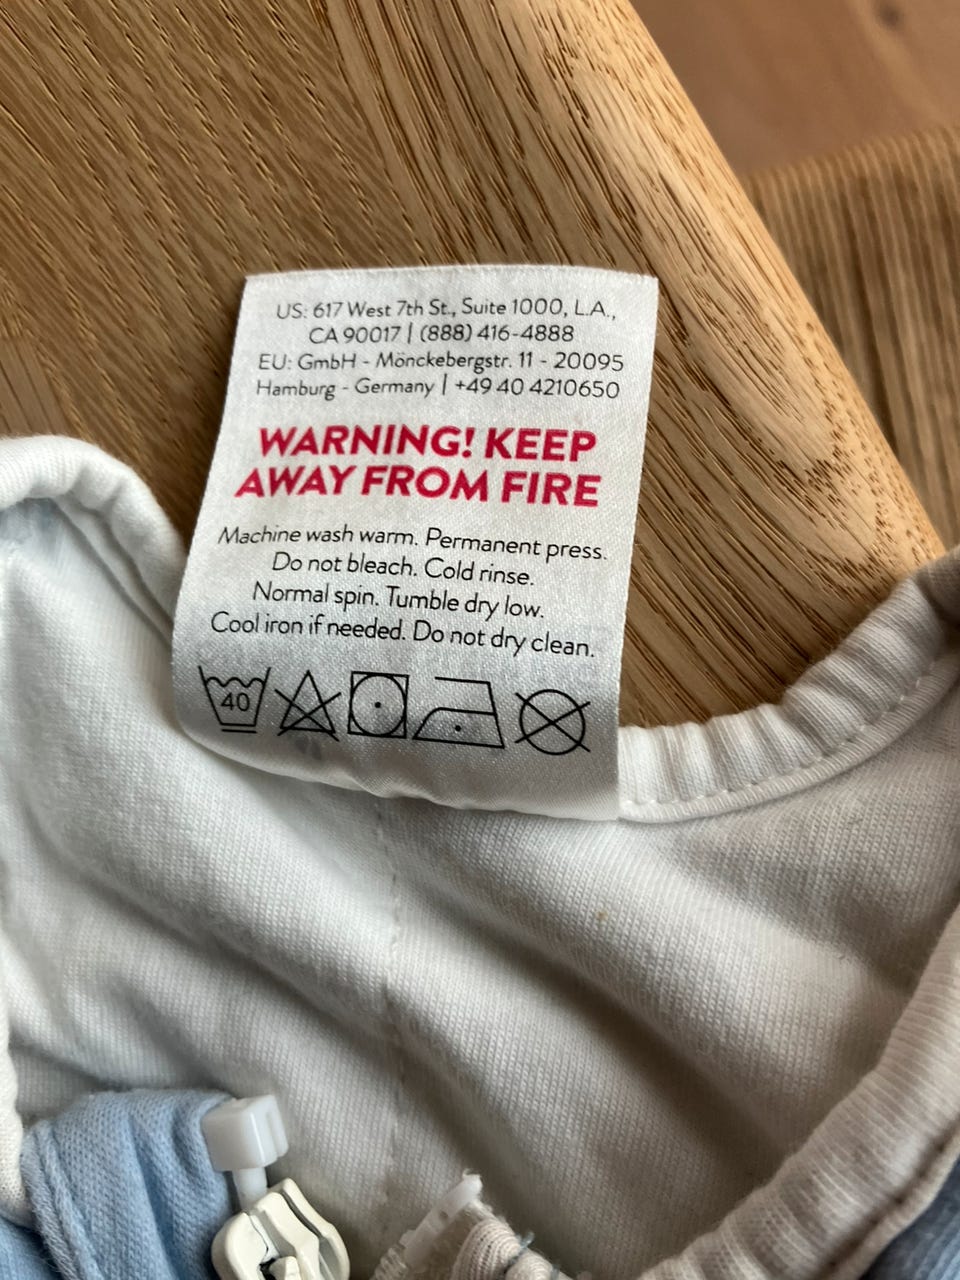 US: 617 West 7th St., Suite 1000, L.A.,
CA 90017 | (888) 416-4888
EU: GmbH - Mönckebergstr. 11 - 20095
Hamburg - Germany | +49 40 4210650
WARNING! KEEP
AWAY FROM FIRE
Machine wash warm. Permanent press.
Do not bleach. Cold rinse.
Normal spin. Tumble dry low.
Cool iron if needed. Do not dry clean.
40